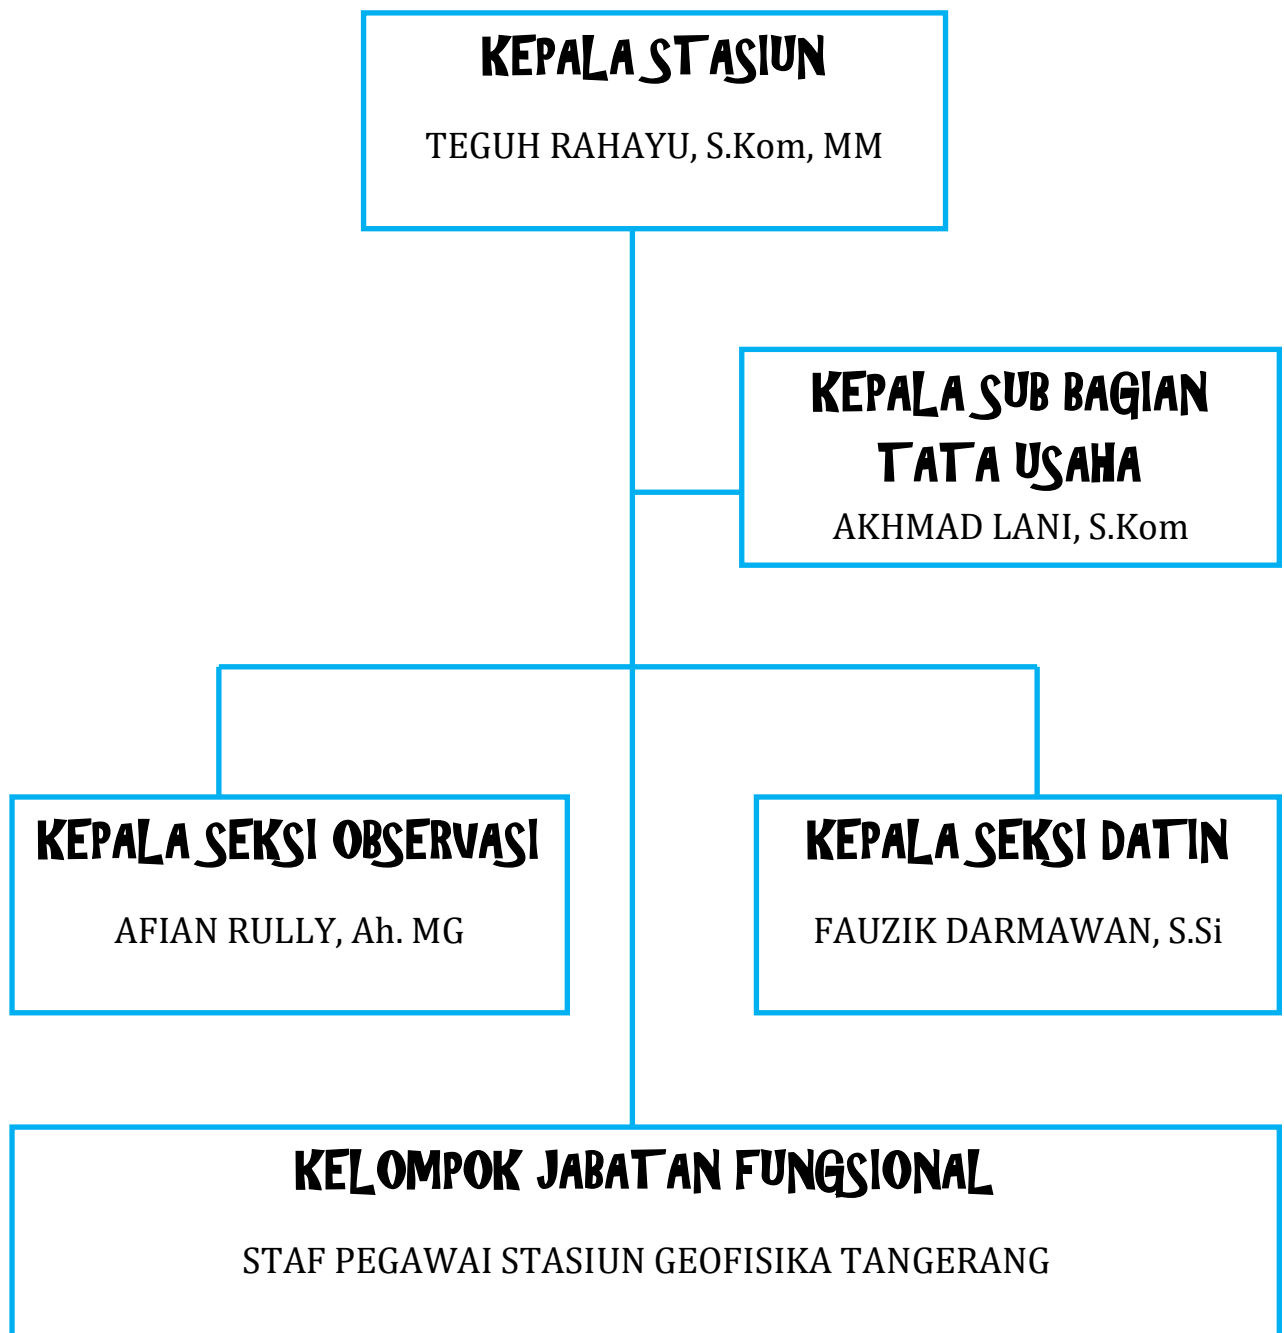 KEPALA STASIUN
TEGUH RAHAYU, S.Kom, MM
KEPALA SUB BAGIAN
TATA USAHA
AKHMAD LANI, S.Kom
KEPALA SEKSI OBSERVASI
AFIAN RULLY, Ah. MG
KEPALA SEKSI DATIN
FAUZIK DARMAWAN, S.Si
KELOMPOK JABATAN FUNGSIONAL
STAF PEGAWAI STASIUN GEOFISIKA TANGERANG